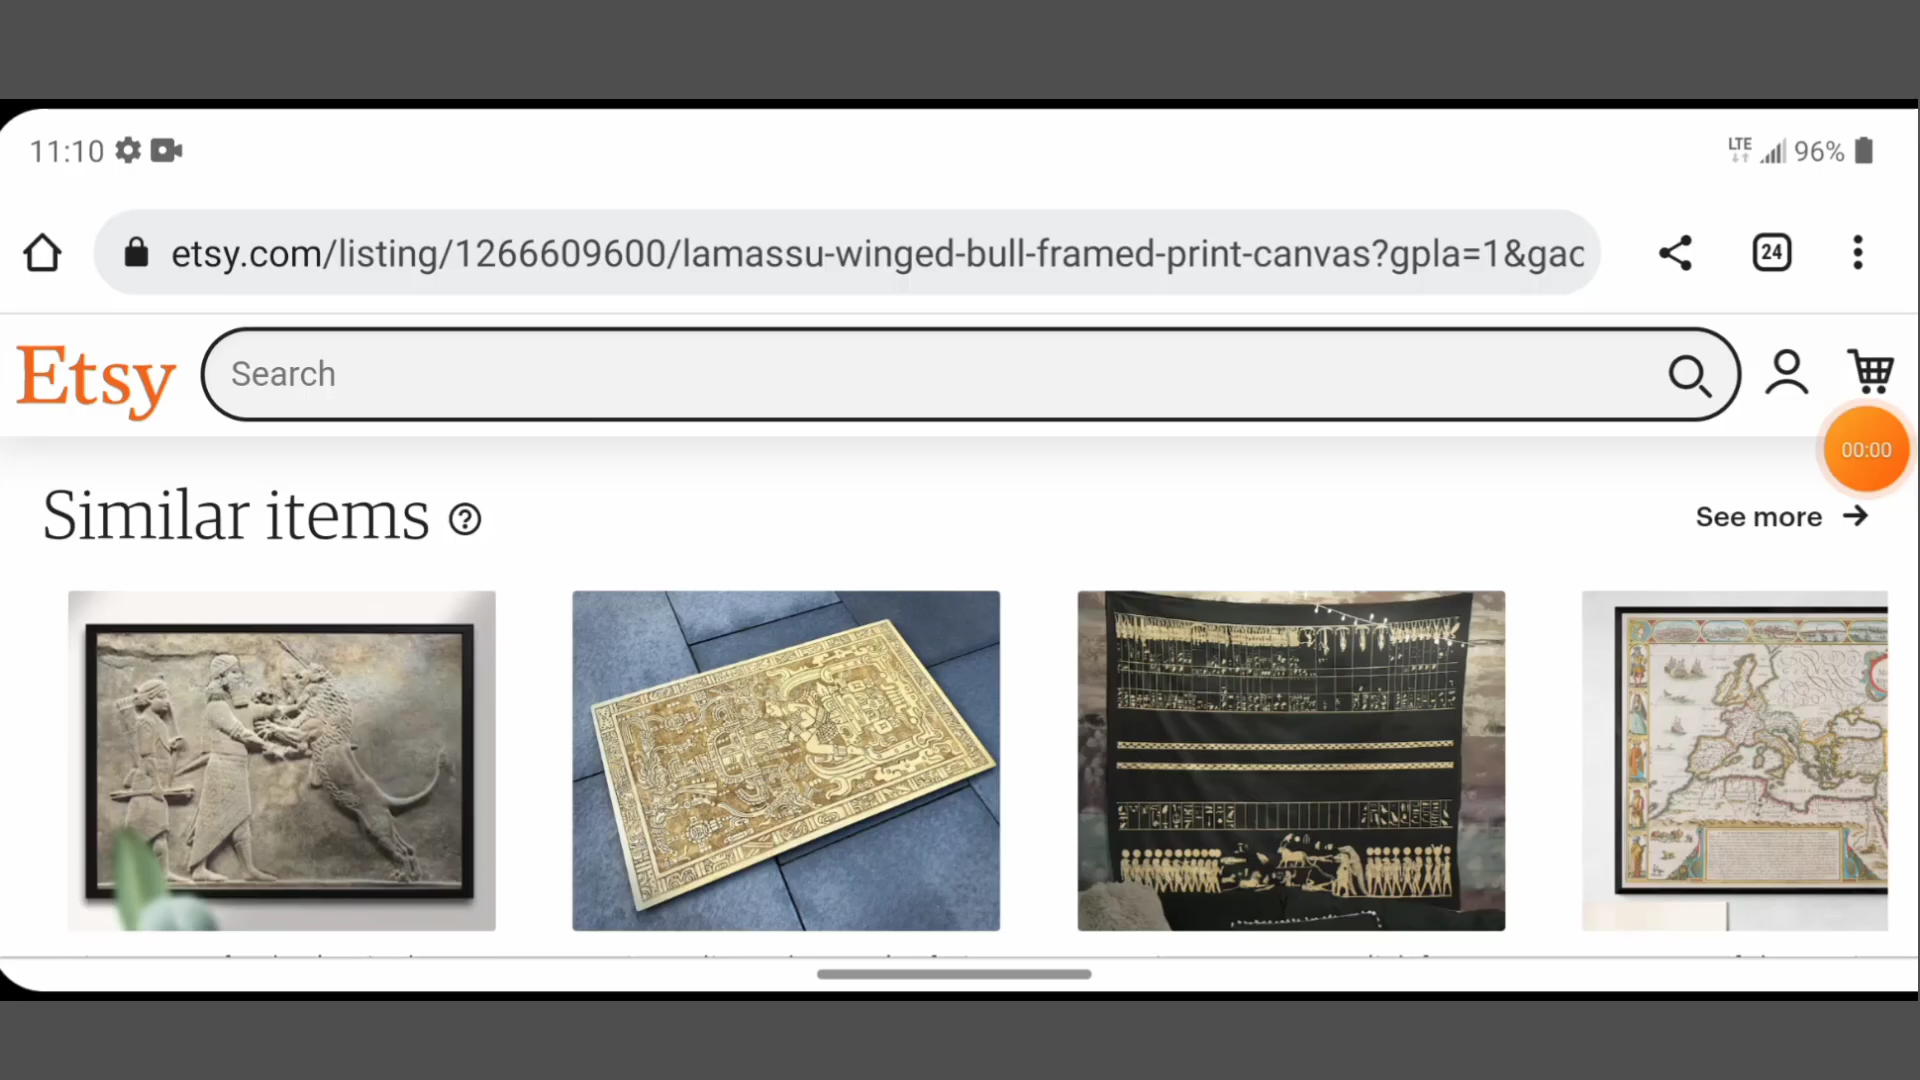 11:10
LTE 96%
etsy.com/listing/1266609600/lamassu-winged-bull-framed-print-canvas?gpla=1&gac
24
Etsy
Search
00:00
Similar items ?
See more →